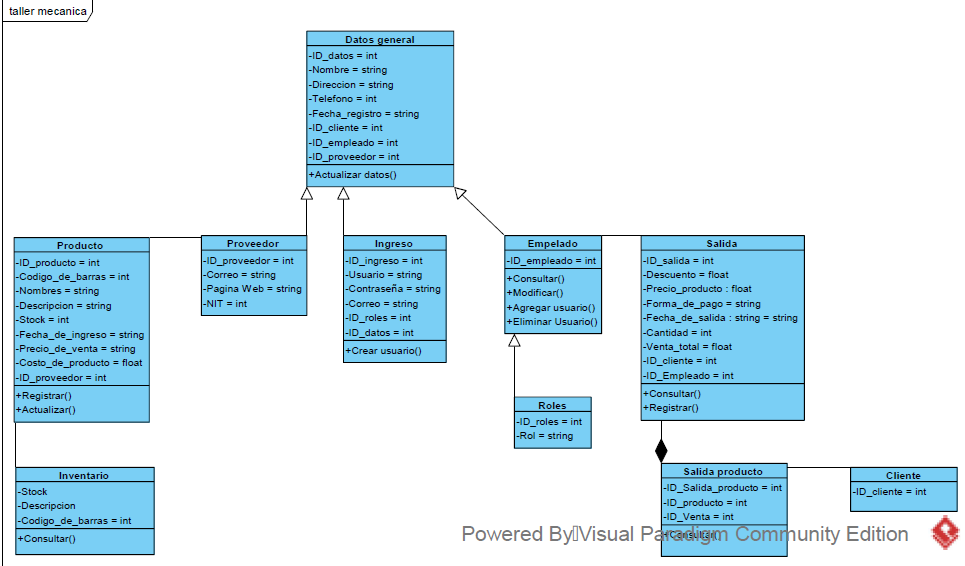 taller mecanica
Datos general
-ID_datos = int
-Nombre = string
-Direccion = string
-Telefono = int
-Fecha_registro = string
-ID_cliente = int
-ID_empleado = int
-ID_proveedor = int
+Actualizar datos()
Producto
-ID_producto = int
-Codigo_de_barras = int
-Nombres = string
-Descripcion = string
-Stock = int
-Fecha_de_ingreso = string
-Precio_de_venta = string
-Costo_de_producto = float
-ID_proveedor = int
+Registrar()
+Actualizar()
Proveedor
-ID_proveedor = int
-Correo = string
-Pagina Web = string
-NIT = int
Ingreso
-ID_ingreso = int
-Usuario = string
-Contraseña = string
-Correo = string
-ID_roles = int
-ID_datos = int
+Crear usuario()
Empelado
-ID_empleado = int
+Consultar()
+Modificar()
+Agregar usuario()
+Eliminar Usuario()
Salida
-ID_salida = int
-Descuento = float
-Precio_producto : float
-Forma_de_pago = string
-Fecha_de_salida : string = string
-Cantidad = int
-Venta_total = float
-ID_cliente = int
-ID_Empleado = int
+Consultar()
+Registrar()
Roles
-ID_roles = int
-Rol = string
Inventario
-Stock
-Descripcion
-Codigo_de_barras = int
+Consultar()
Salida producto
-ID_Salida_producto = int
-ID_producto = int
-ID_Venta = int
+Consultar()
Cliente
-ID_cliente = int
Powered By Visual Paradigm Community Edition